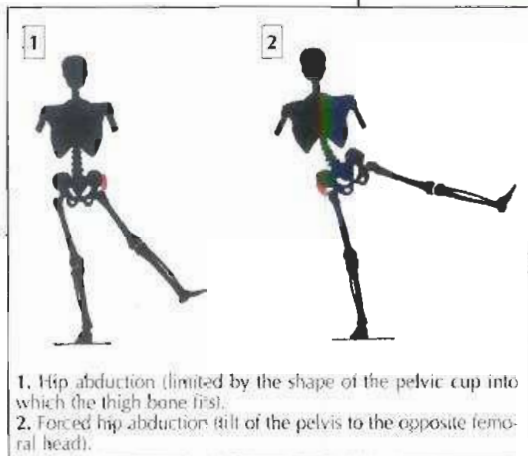 1
2
1. Hip abduction (limited by the shape of the pelvic cup into
which the thigh bone fits).
2. Forced hip abduction (tilt of the pelvis to the opposite femo-
ral head).